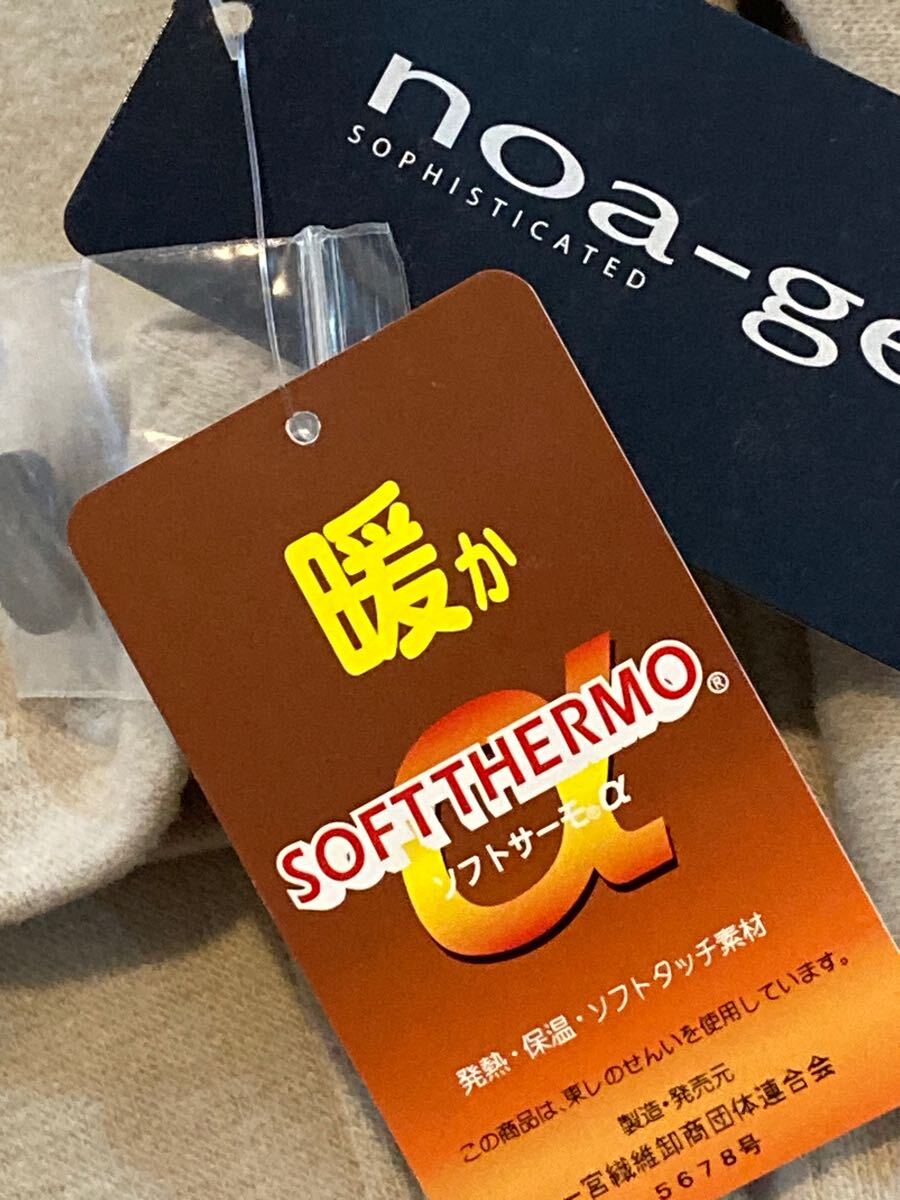 noa-ge
SOPHISTICATED
暖か
α
SOFTTHERMO®
ソフトサーモ®α
発熱・保温・ソフトタッチ素材
この商品は、東しのせんいを使用しています。
製造・発売元
一宮繊維卸商団体連合会
5678号